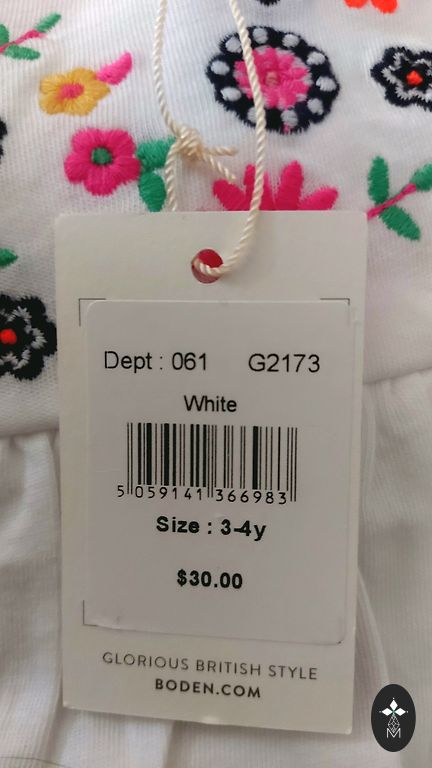 Dept : 061 G2173
White
5 059141 366983
Size : 3-4y
$30.00
GLORIOUS BRITISH STYLE
BODEN.COM
M